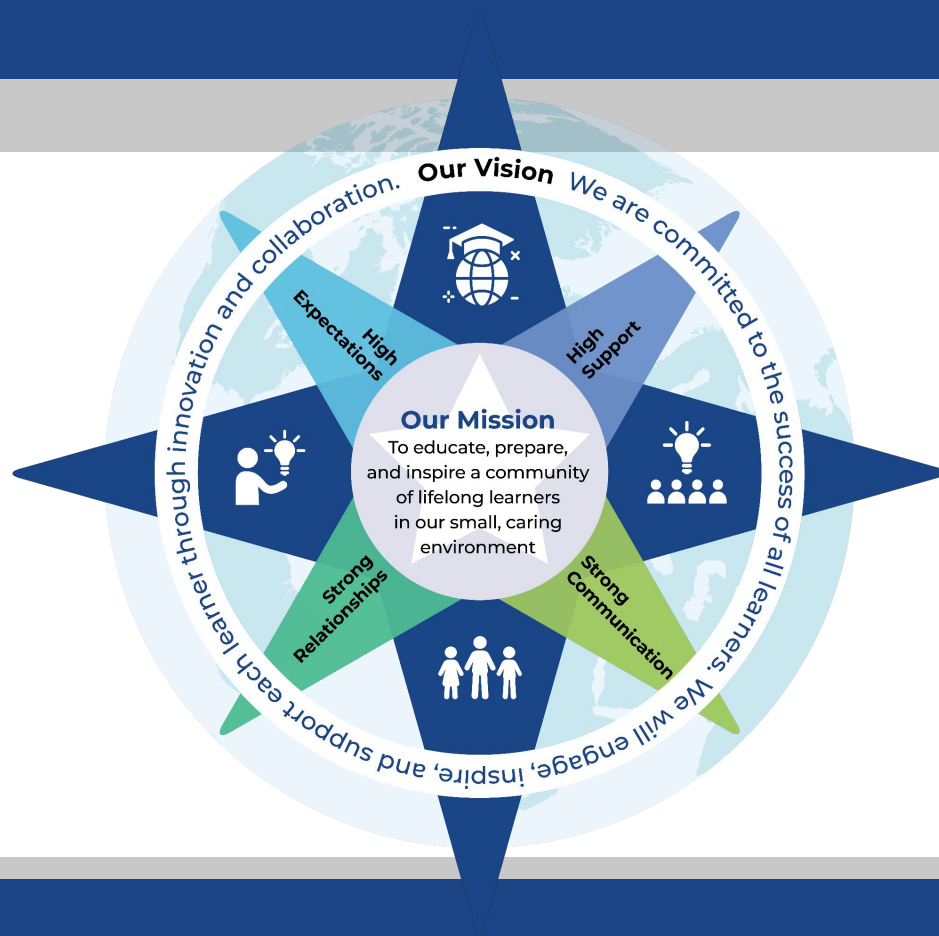 Our Vision We are committed to the success of all learners. We will engage, inspire, and support each learner through innovation and collaboration.
High
Expectations
High
Support
Our Mission
To educate, prepare,
and inspire a community
of lifelong learners
in our small, caring
environment
Strong
Relationships
Strong
Communication